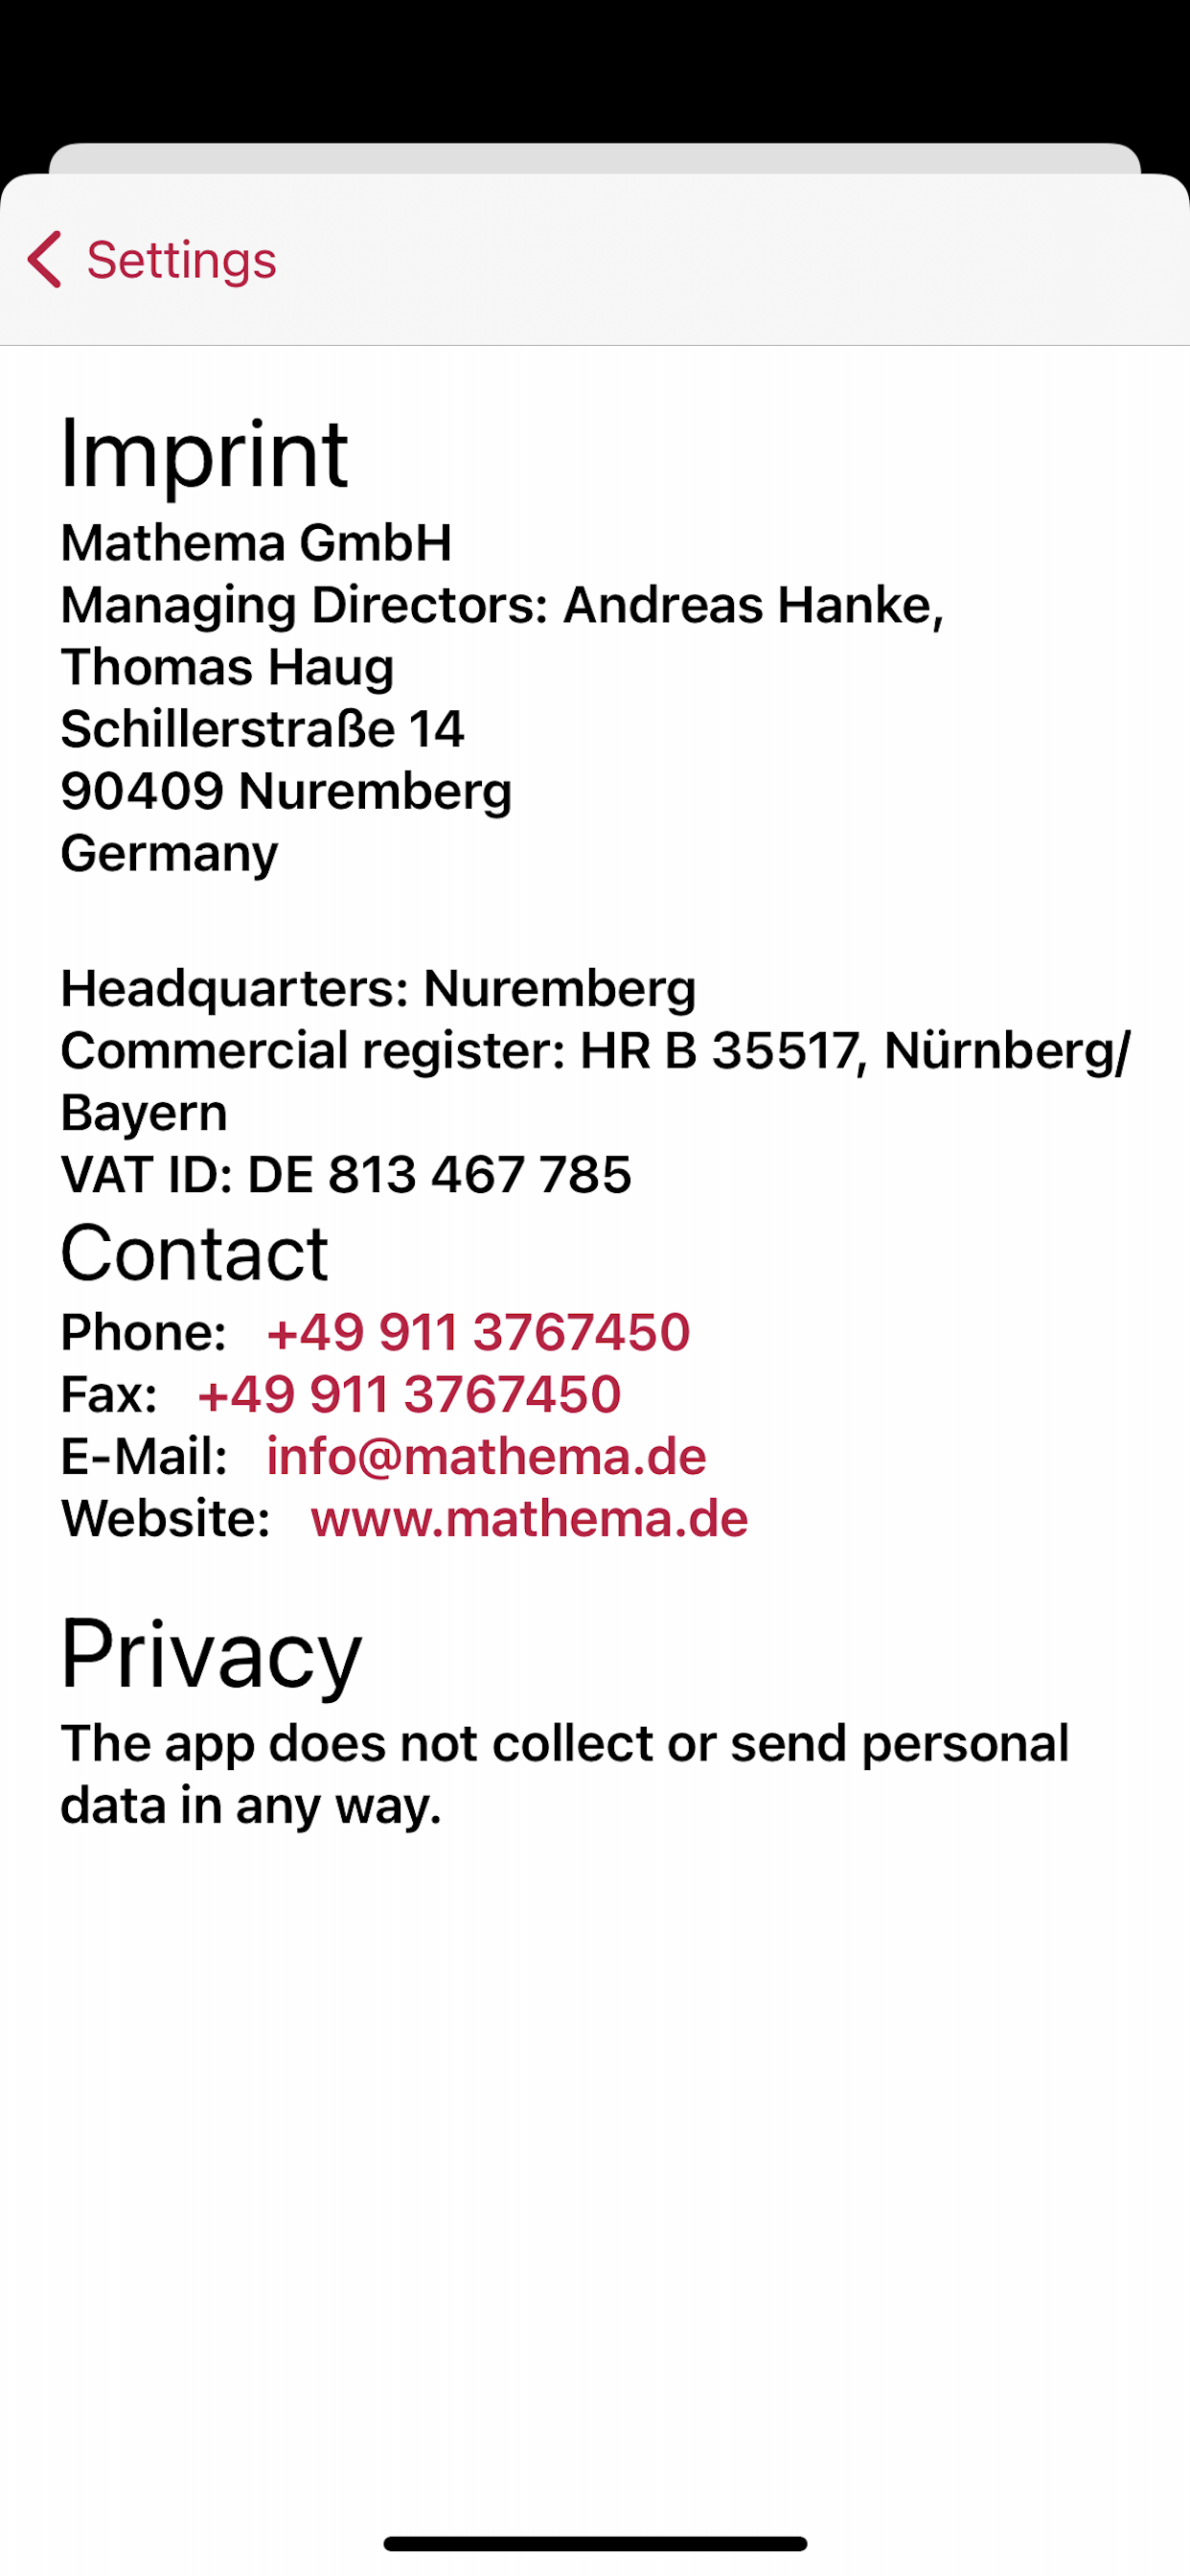 Settings
Imprint
Mathema GmbH
Managing Directors: Andreas Hanke,
Thomas Haug
Schillerstraße 14
90409 Nuremberg
Germany
Headquarters: Nuremberg
Commercial register: HR B 35517, Nürnberg/
Bayern
VAT ID: DE 813 467 785
Contact
Phone: +49 911 3767450
Fax: +49 911 3767450
E-Mail: info@mathema.de
Website: www.mathema.de
Privacy
The app does not collect or send personal
data in any way.